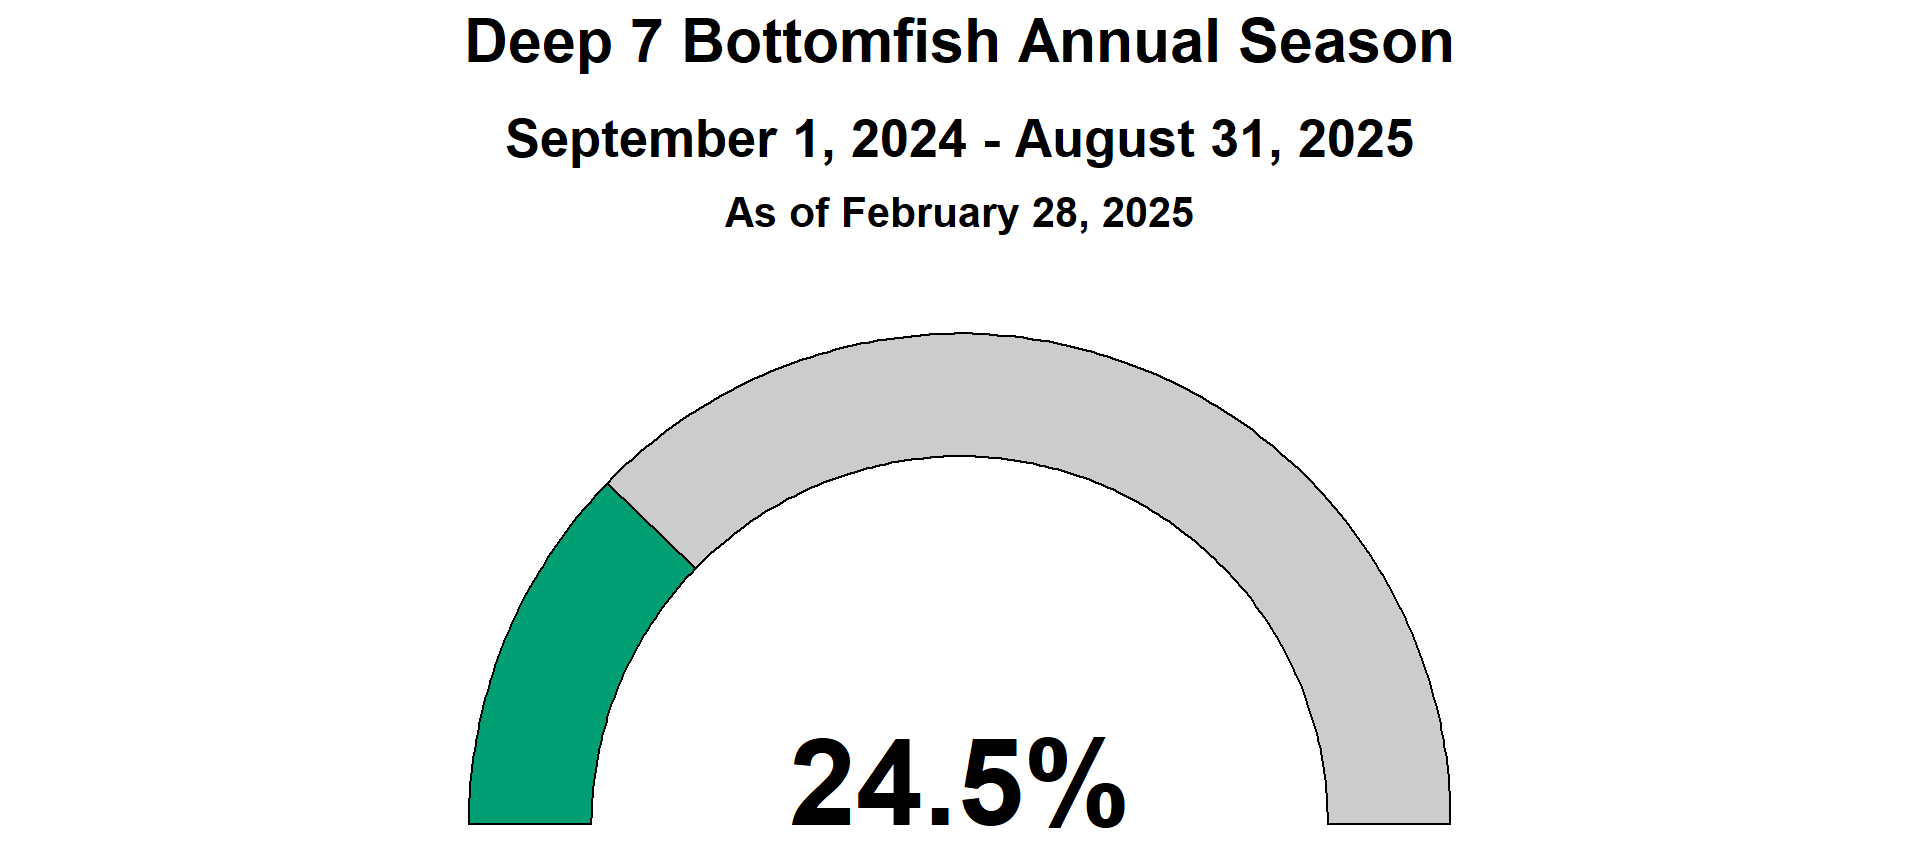 Deep 7 Bottomfish Annual Season
September 1, 2024 - August 31, 2025
As of February 28, 2025
24.5%